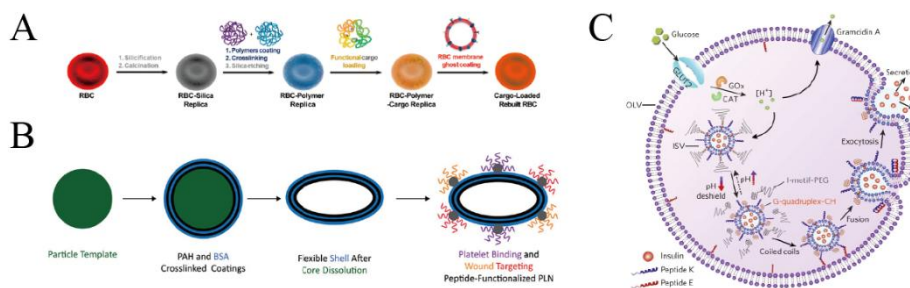 A
1. Silicification
2. Calcination
1. Polymers coating
2. Crosslinking
3. Silica-etching
Functional cargo
loading
RBC membrane
ghost coating
RBC
RBC-Silica
Replica
RBC-Polymer
Replica
RBC-Polymer
-Cargo Replica
Cargo-Loaded
Rebuilt RBC
B
Particle Template
PAH and BSA
Crosslinked Coatings
Flexible Shell After
Core Dissolution
Platelet Binding and
Wound Targeting
Peptide-Functionalized PLN
C
Glucose
Gramicidin A
GLUT2
GOx
CAT
[H⁺]
OLV
Secretion
ISV
Exocytosis
pH
deshield
pH
I-motif-PEG
G-quadruplex-CH
Fusion
Coiled coils
Insulin
Peptide K
Peptide E